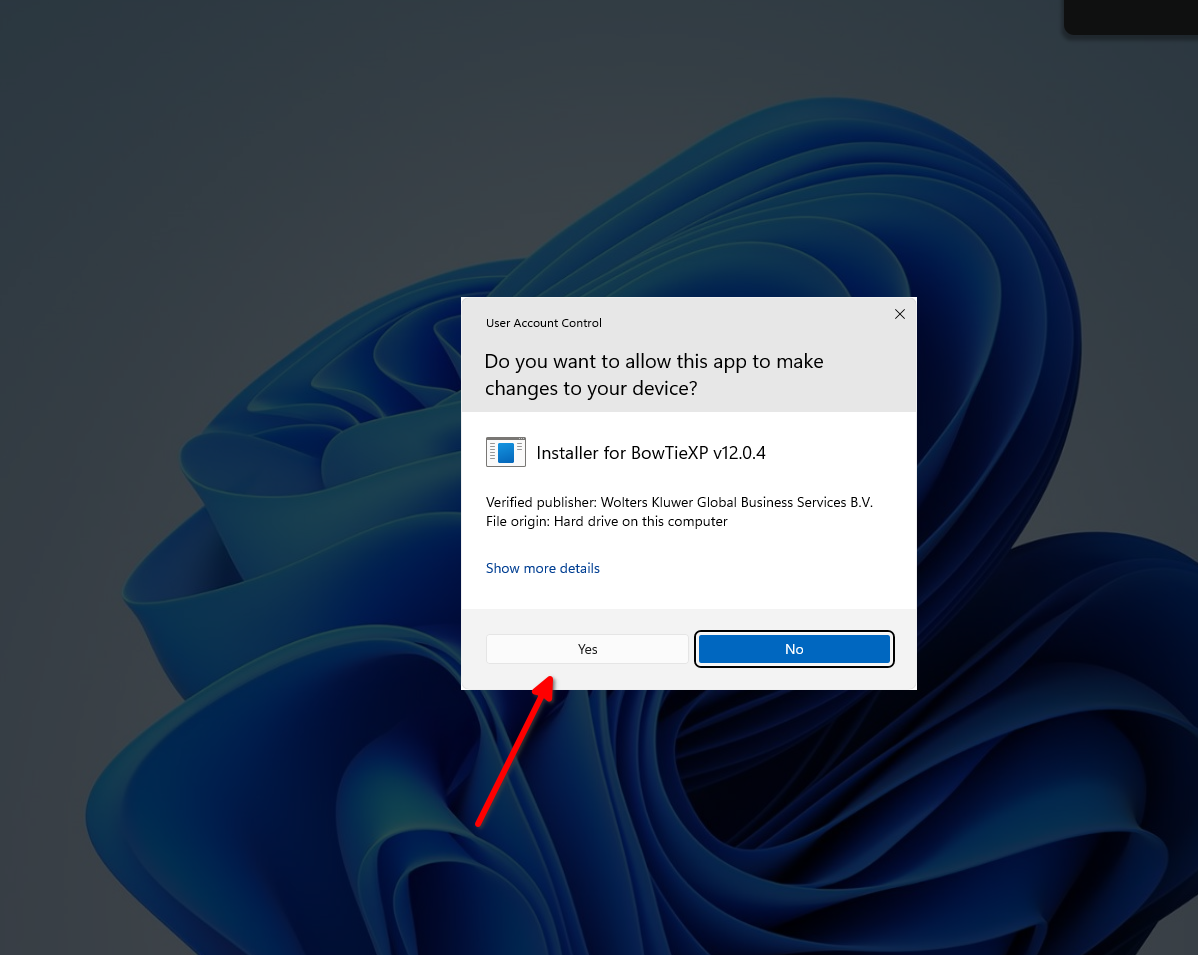 User Account Control
Do you want to allow this app to make
changes to your device?
Installer for BowTieXP v12.0.4
Verified publisher: Wolters Kluwer Global Business Services B.V.
File origin: Hard drive on this computer
Show more details
Yes
No